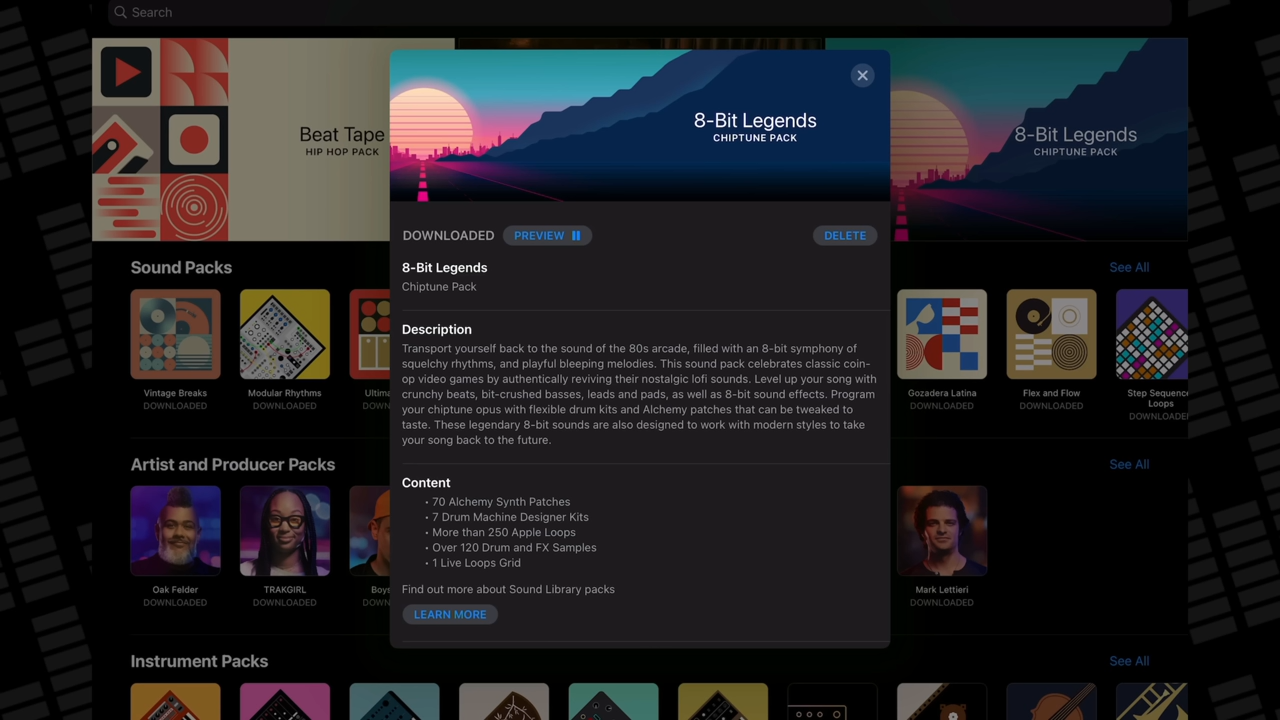 Search
Beat Tape
HIP HOP PACK
8-Bit Legends
CHIPTUNE PACK
8-Bit Legends
CHIPTUNE PACK
DOWNLOADED
PREVIEW
DELETE
8-Bit Legends
Chiptune Pack
Description
Transport yourself back to the sound of the 80s arcade, filled with an 8-bit symphony of
squelchy rhythms, and playful bleeping melodies. This sound pack celebrates classic coin-
op video games by authentically reviving their nostalgic lofi sounds. Level up your song with
crunchy beats, bit-crushed basses, leads and pads, as well as 8-bit sound effects. Program
your chiptune opus with flexible drum kits and Alchemy patches that can be tweaked to
taste. These legendary 8-bit sounds are also designed to work with modern styles to take
your song back to the future.
Content
• 70 Alchemy Synth Patches
• 7 Drum Machine Designer Kits
• More than 250 Apple Loops
• Over 120 Drum and FX Samples
• 1 Live Loops Grid
Find out more about Sound Library packs
LEARN MORE
Sound Packs
See All
Vintage Breaks
DOWNLOADED
Modular Rhythms
DOWNLOADED
Ultima
DOWN
Gozadera Latina
DOWNLOADED
Flex and Flow
DOWNLOADED
Step Sequence
Loops
DOWNLOADE
Artist and Producer Packs
See All
Oak Felder
DOWNLOADED
TRAKGIRL
DOWNLOADED
Boys
DOWN
Mark Lettieri
DOWNLOADED
Instrument Packs
See All